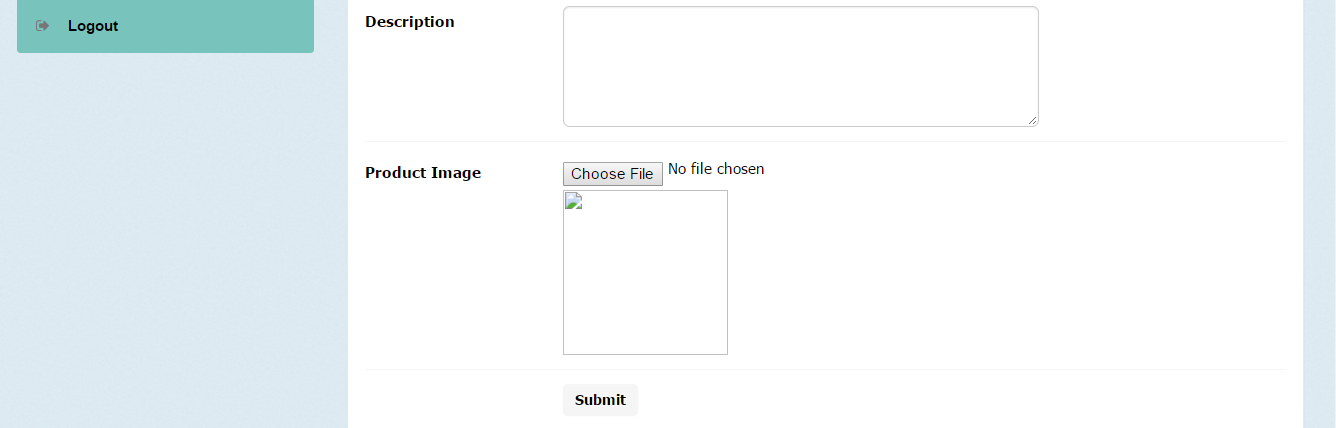 Logout
Description
Product Image
Choose File No file chosen
Submit